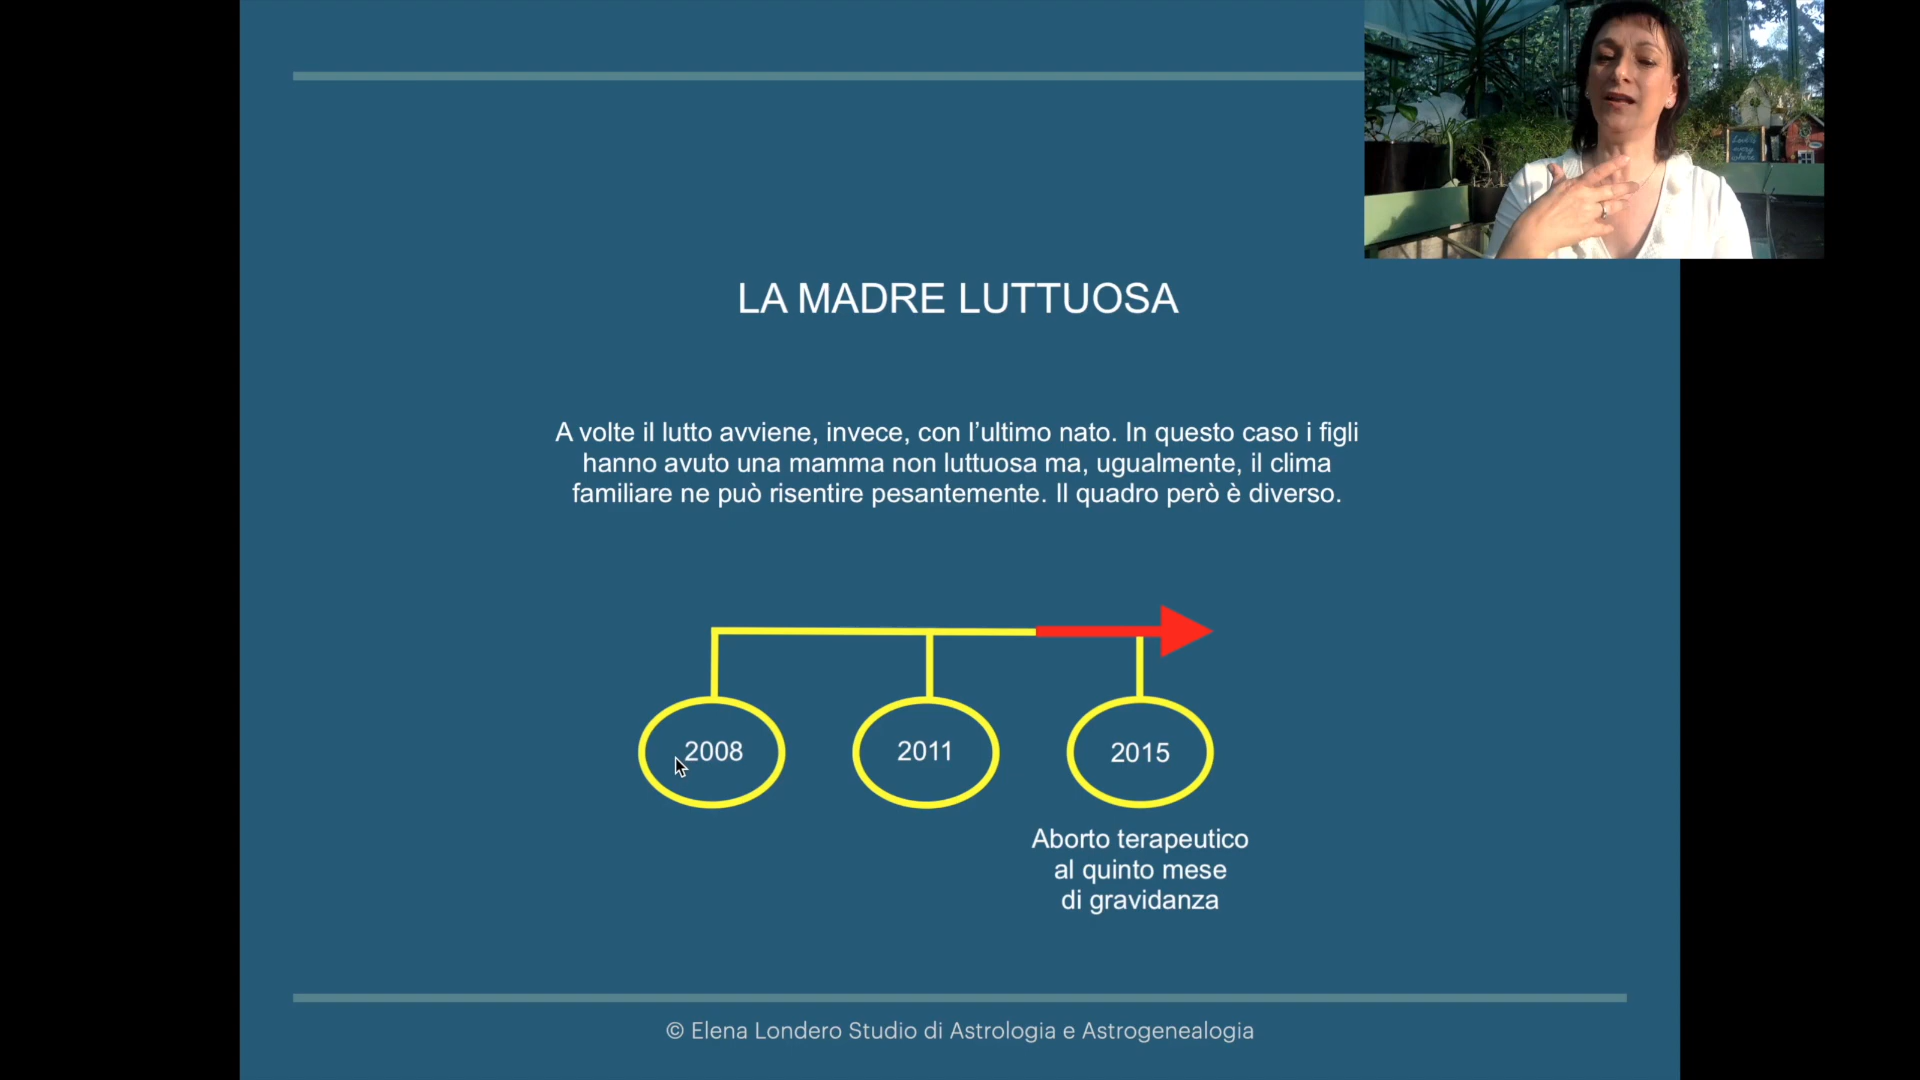 LA MADRE LUTTUOSA
A volte il lutto avviene, invece, con l’ultimo nato. In questo caso i figli
hanno avuto una mamma non luttuosa ma, ugualmente, il clima
familiare ne può risentire pesantemente. Il quadro però è diverso.
2008
2011
2015
Aborto terapeutico
al quinto mese
di gravidanza
© Elena Londero Studio di Astrologia e Astrogenealogia